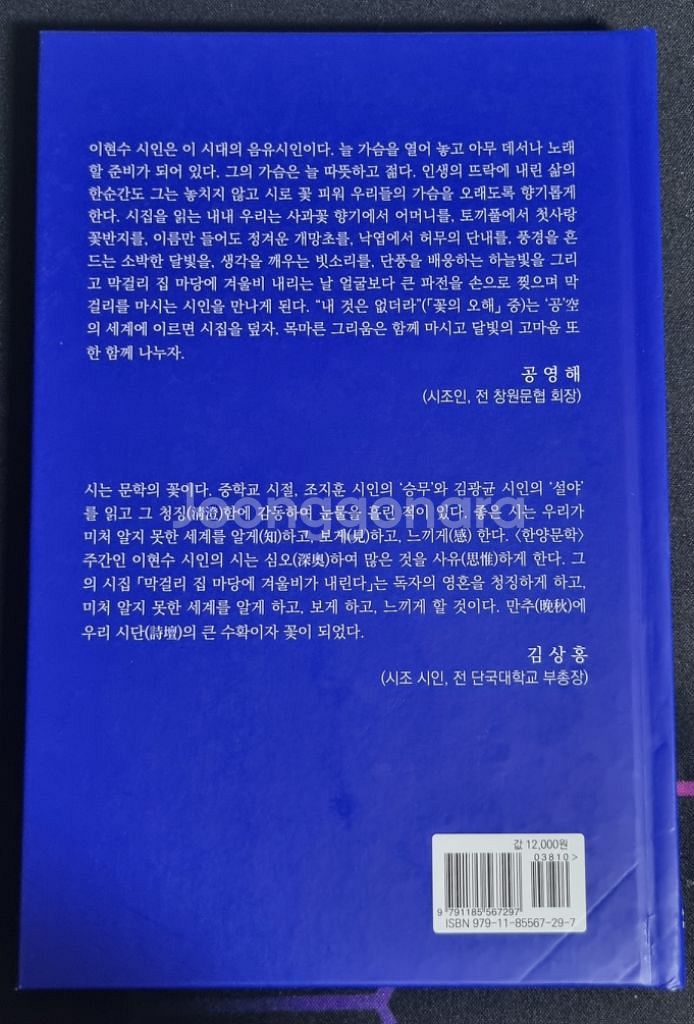 이현수 시인은 이 시대의 음유시인이다. 늘 가슴을 열어 놓고 아무 데서나 노래
할 준비가 되어 있다. 그의 가슴은 늘 따뜻하고 젊다. 인생의 뜨락에 내린 삶의
한순간도 그는 놓치지 않고 시로 꽃 피워 우리들의 가슴을 오래도록 향기롭게
한다. 시집을 읽는 내내 우리는 사과꽃 향기에서 어머니를, 토끼풀에서 첫사랑
꽃반지를, 이름만 들어도 정겨운 개망초를, 낙엽에서 허무의 단내를, 풍경을 흔
드는 소박한 달빛을, 생각을 깨우는 빗소리를, 단풍을 배웅하는 하늘빛을 그리
고 막걸리 집 마당에 겨울비 내리는 날 얼굴보다 큰 파전을 손으로 찢으며 막
걸리를 마시는 시인을 만나게 된다. “내 것은 없더라”(「꽃의 오해」 중)는 ‘공’空
의 세계에 이르면 시집을 덮자. 목마른 그리움은 함께 마시고 달빛의 고마움 또
한 함께 나누자.
공영해
(시조인, 전 창원문협 회장)
시는 문학의 꽃이다. 중학교 시절, 조지훈 시인의 ‘승무’와 김광균 시인의 ‘설야’
를 읽고 그 청징(淸澄)함에 감동하여 눈물을 흘린 적이 있다. 좋은 시는 우리가
미처 알지 못한 세계를 알게(知)하고, 보게(見)하고, 느끼게(感) 한다. 〈한양문학〉
주간인 이현수 시인의 시는 심오(深奧)하여 많은 것을 사유(思惟)하게 한다. 그
의 시집 「막걸리 집 마당에 겨울비가 내린다」는 독자의 영혼을 청징하게 하고,
미처 알지 못한 세계를 알게 하고, 보게 하고, 느끼게 할 것이다. 만추(晩秋)에
우리 시단(詩壇)의 큰 수확이자 꽃이 되었다.
김상홍
(시조 시인, 전 단국대학교 부총장)
Joonggonara
값 12,000원
03810>
9 791185 567297
ISBN 979-11-85567-29-7